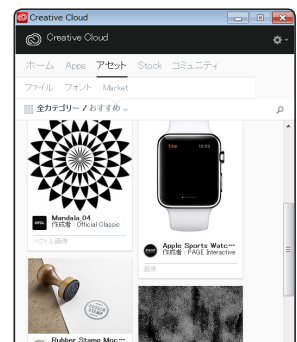 Creative Cloud
Creative Cloud
ホーム Apps アセット Stock コミュニティ
ファイル フォント Market
全カテゴリー / おすすめ
Title 10:09
Mandala_04
作成者 : Official Classic
ベクトル画像
Apple Sports Watc…
作成者 : PAGE Interactive
画像
RUBBER STAMP
Rubber Stamp Moc…